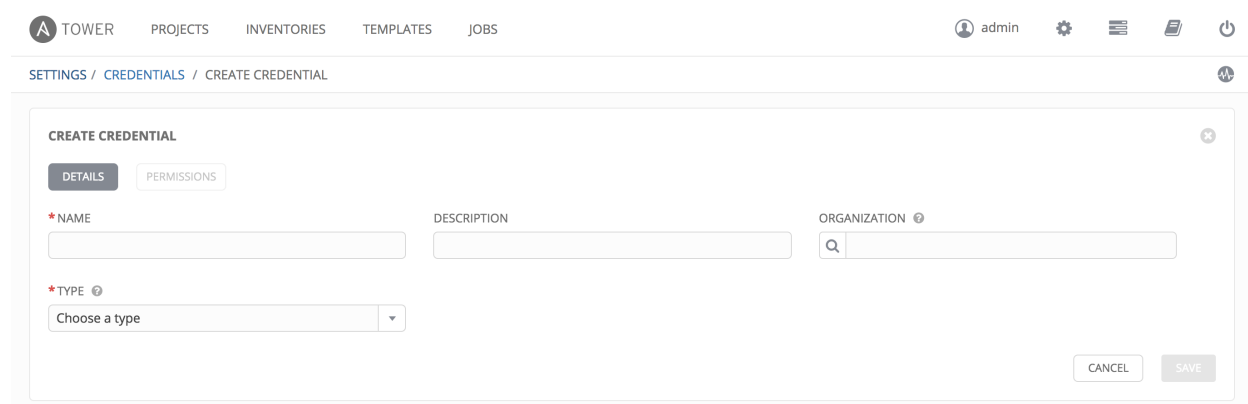 A TOWER PROJECTS INVENTORIES TEMPLATES JOBS admin
SETTINGS / CREDENTIALS / CREATE CREDENTIAL
CREATE CREDENTIAL
DETAILS PERMISSIONS
* NAME DESCRIPTION ORGANIZATION ?
* TYPE ?
Choose a type
CANCEL SAVE